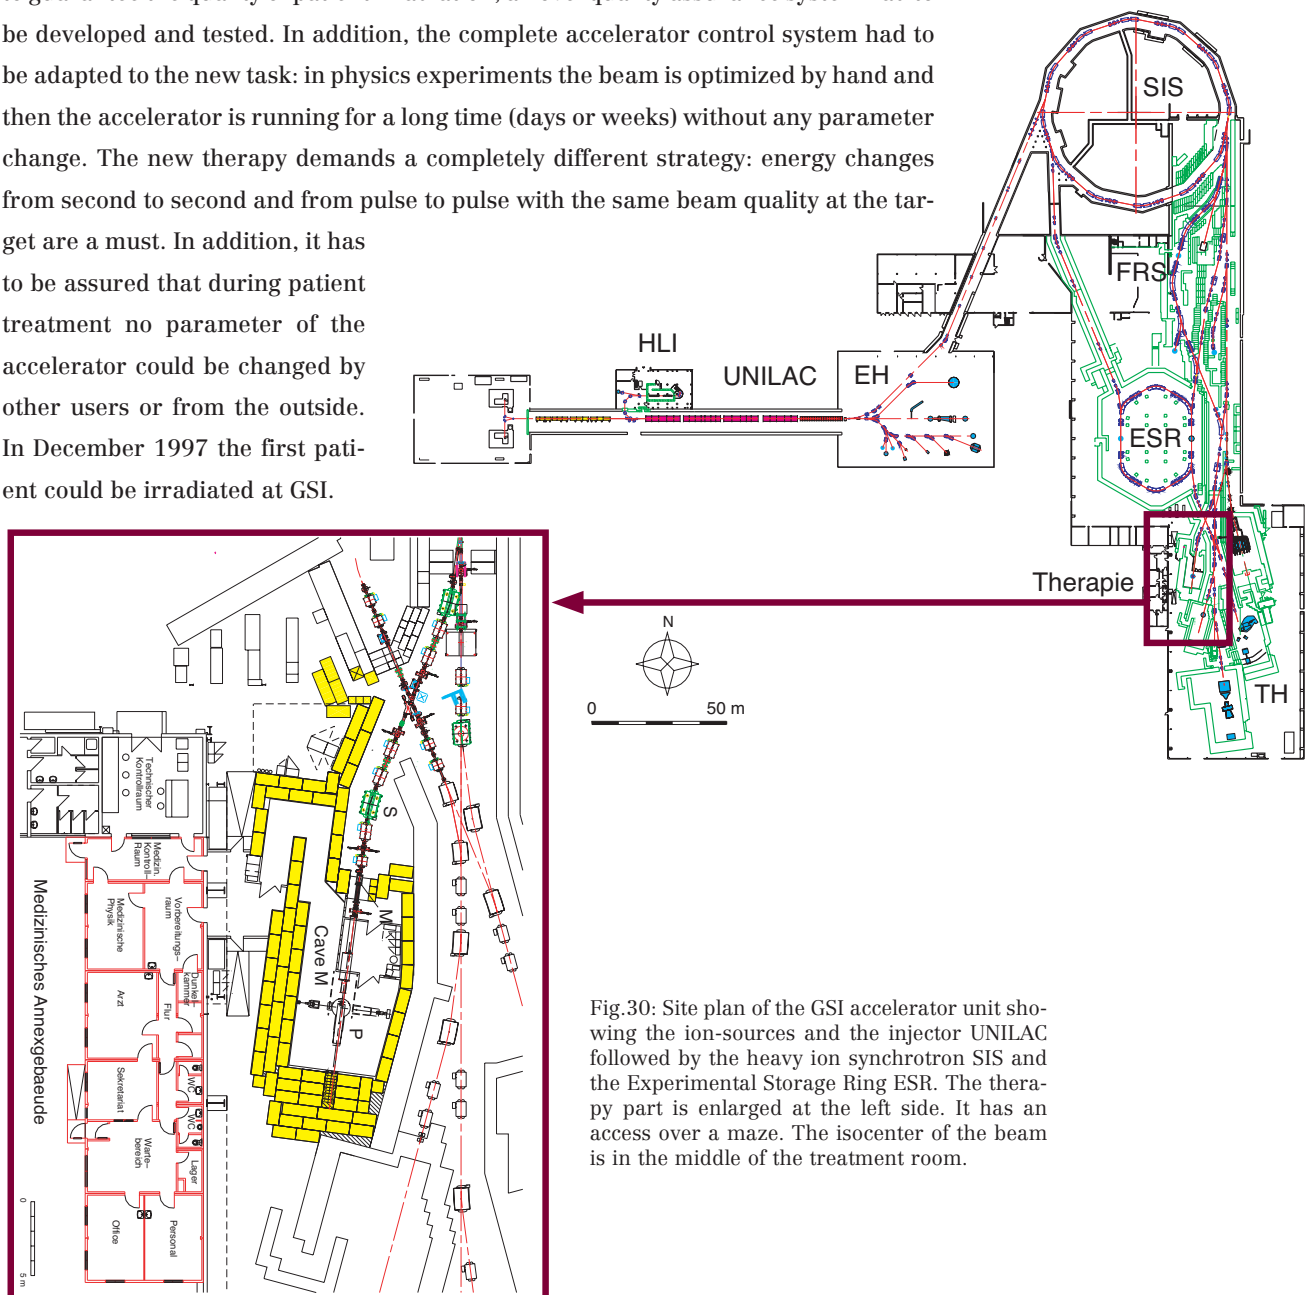 be developed and tested. In addition, the complete accelerator control system had to
be adapted to the new task: in physics experiments the beam is optimized by hand and
then the accelerator is running for a long time (days or weeks) without any parameter
change. The new therapy demands a completely different strategy: energy changes
from second to second and from pulse to pulse with the same beam quality at the tar-
get are a must. In addition, it has
to be assured that during patient
treatment no parameter of the
accelerator could be changed by
other users or from the outside.
In December 1997 the first pati-
ent could be irradiated at GSI.
SIS
FRS
HLI
UNILAC
EH
ESR
Therapie
TH
N
0 50 m
S
M
P
Cave M
Technischer
Kontrollraum
Medizin.
Kontroll-
Raum
Vorbereitungs-
raum
Medizinische
Physik
Dunkel
kammer
Flur
Arzt
WC
WC
Sekretariat
Lager
Warte-
bereich
Personal
Office
Medizinisches Annexgebaeude
0 5 m
Fig.30: Site plan of the GSI accelerator unit sho-
wing the ion-sources and the injector UNILAC
followed by the heavy ion synchrotron SIS and
the Experimental Storage Ring ESR. The thera-
py part is enlarged at the left side. It has an
access over a maze. The isocenter of the beam
is in the middle of the treatment room.